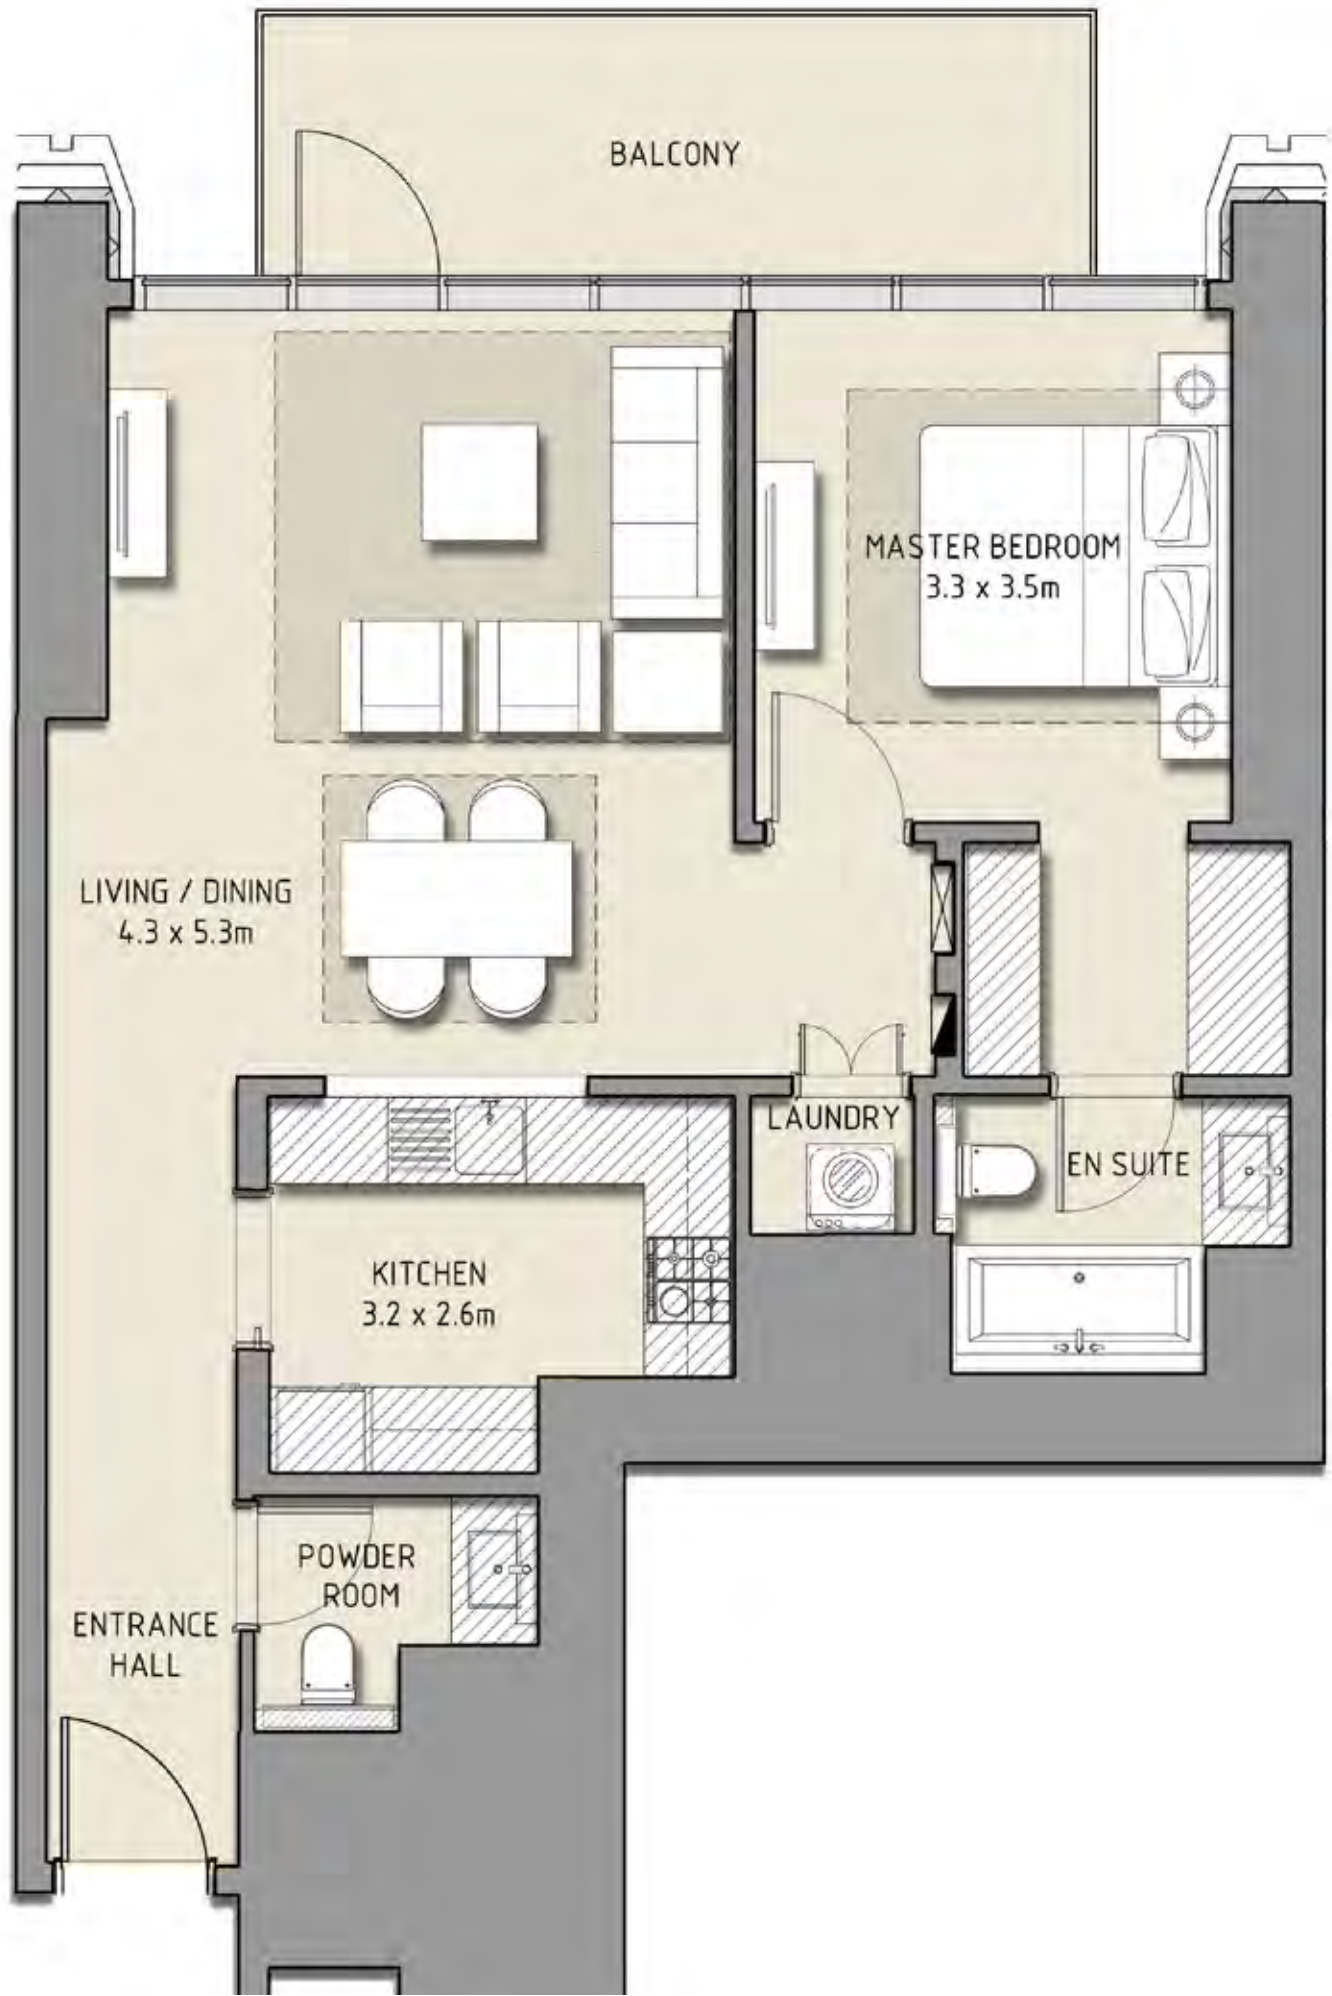 BALCONY
MASTER BEDROOM
3.3 x 3.5m
LIVING / DINING
4.3 x 5.3m
LAUNDRY
EN SUITE
KITCHEN
3.2 x 2.6m
POWDER
ROOM
ENTRANCE
HALL